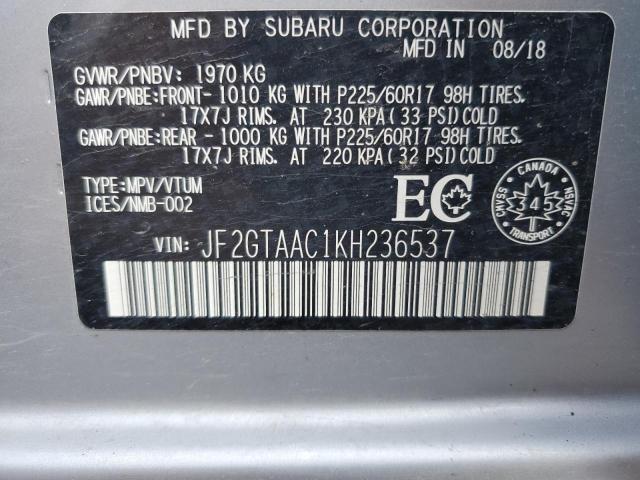 MFD BY SUBARU CORPORATION
MFD IN 08/18
GVWR/PNBV: 1970 KG
GAWR/PNBE:FRONT- 1010 KG WITH P225/60R17 98H TIRES.
17X7J RIMS. AT 230 KPA( 33 PSI)COLD
GAWR/PNBE:REAR - 1000 KG WITH P225/60R17 98H TIRES.
17X7J RIMS. AT 220 KPA( 32 PSI)COLD
TYPE:MPV/VTUM
ICES/NMB-002
EC
CANADA
CMVSS
345
NSVAC
VIN: JF2GTAAC1KH236537